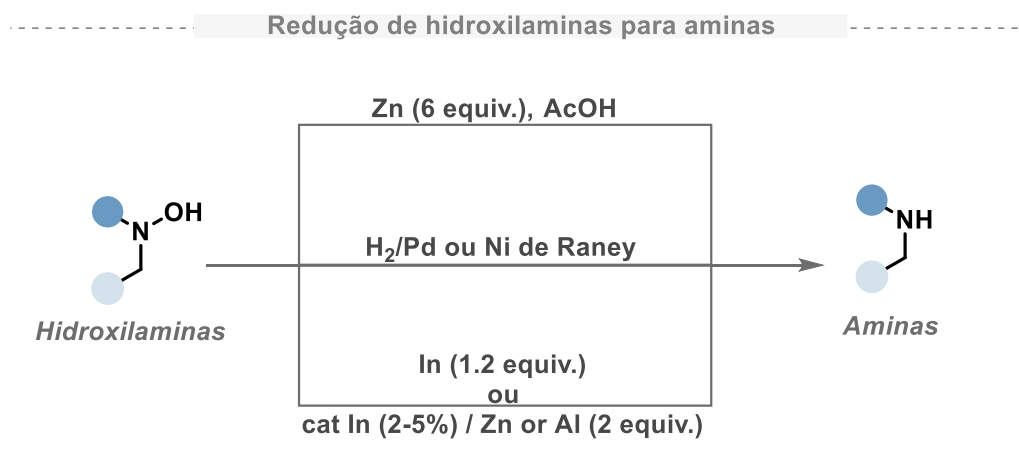 Redução de hidroxilaminas para aminas
Zn (6 equiv.), AcOH
OH
N
Hidroxilaminas
H₂/Pd ou Ni de Raney
In (1.2 equiv.)
ou
cat In (2-5%) / Zn or Al (2 equiv.)
NH
Aminas